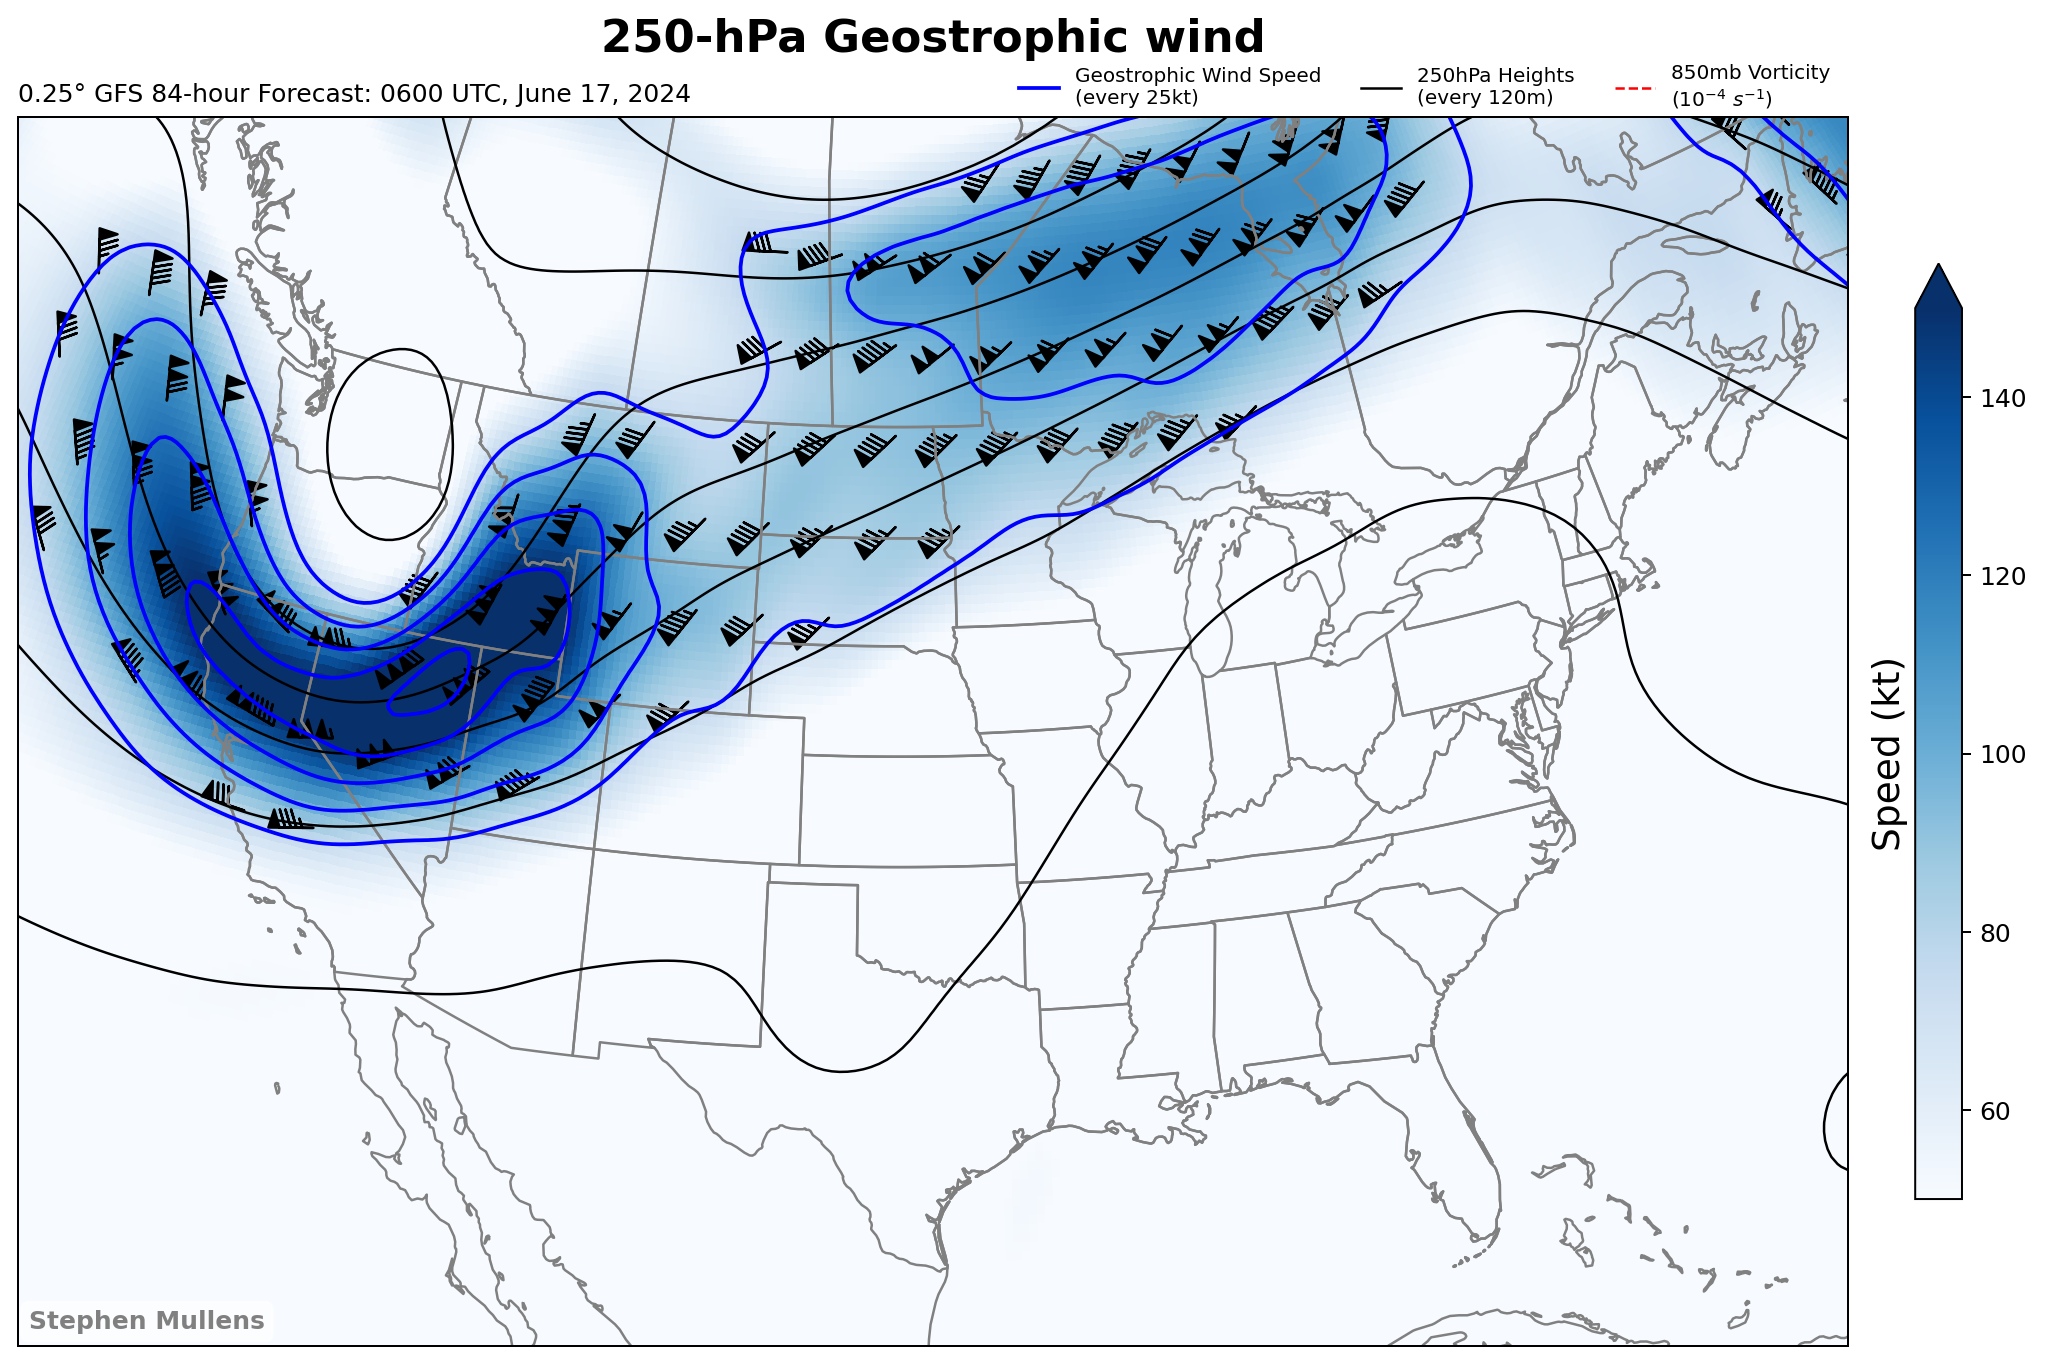 250-hPa Geostrophic wind
0.25° GFS 84-hour Forecast: 0600 UTC, June 17, 2024
Geostrophic Wind Speed
(every 25kt)
250hPa Heights
(every 120m)
850mb Vorticity
(10⁻⁴ s⁻¹)
140
120
100
80
60
Speed (kt)
Stephen Mullens